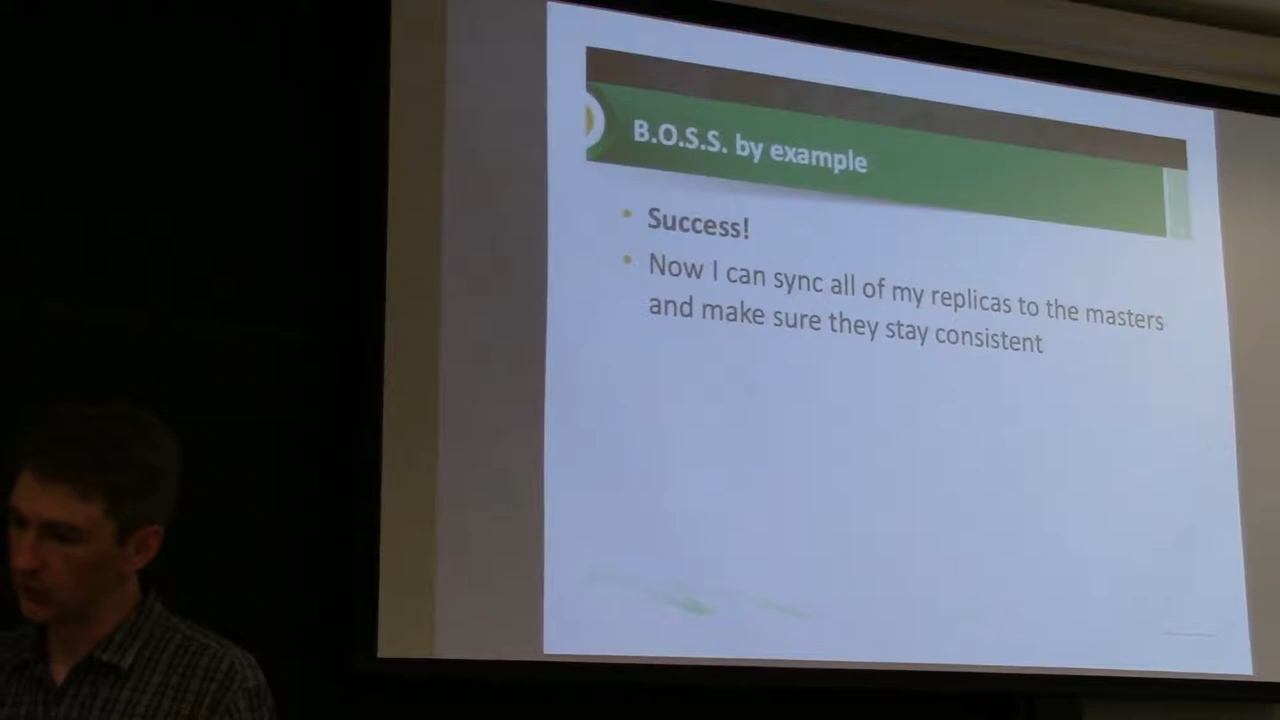 B.O.S.S. by example
Success!
Now I can sync all of my replicas to the masters
and make sure they stay consistent